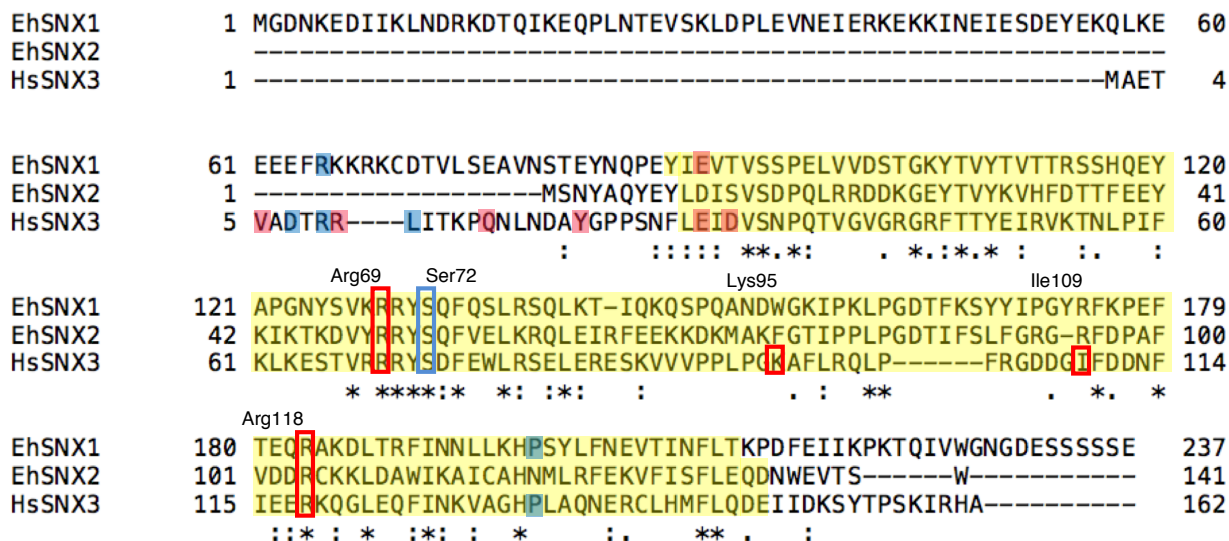 EhSNX1 1 MGDNKEDIIKLNDRKDTQIKEQPLNTEVSKLDPLEVNEIERKEKKINEIESDEYEKQLKE 60
EhSNX2 ------------------------------------------------------------
HsSNX3 1 --------------------------------------------------------MAET 4
EhSNX1 61 EEEFRKKRKCDTVLSEAVNSTEYNQPEYIEVTVSSPELVVDSTGKYTVYTVTTRSSHQEY 120
EhSNX2 1 -------------------MSNYAQYEYLDISVSDPQLRRDDKGEYTVYKVHFDTTFEEY 41
HsSNX3 5 VADTRR----LITKPQNLNDAYGPPSNFLEIDVSNPQTVGVGRGRFTTYEIRVKTNLPIF 60
: ::::: **.*: . *.:*.* : :. :
Arg69 Ser72 Lys95 Ile109
EhSNX1 121 APGNYSVKRRYSQFQSLRSQLKT-IQKQSPQANDWGKIPKLPGDTFKSYYIPGYRFKPEF 179
EhSNX2 42 KIKTKDVYRRYSQFVELKRQLEIRFEEKKDKMAKFGTIPPLPGDTIFSLFGRG-RFDPAF 100
HsSNX3 61 KLKESTVRRRYSDFEWLRSELERESKVVVPPLPGKAFLRQLP------FRGDDGIFDDNF 114
* ****:* *: :*: : . : ** . *. *
Arg118
EhSNX1 180 TEQRAKDLTRFINNLLKHPSYLFNEVTINFLTKPDFEIIKPKTQIVWGNGDESSSSSE 237
EhSNX2 101 VDDRCKKLDAWIKAICAHNMLRFEKVFISFLEQDNWEVTS------W----------- 141
HsSNX3 115 IEERKQGLEQFINKVAGHPLAQNERCLHMFLQDEIIDKSYTPSKIRHA---------- 162
::* : * :*: : * :. ** . :